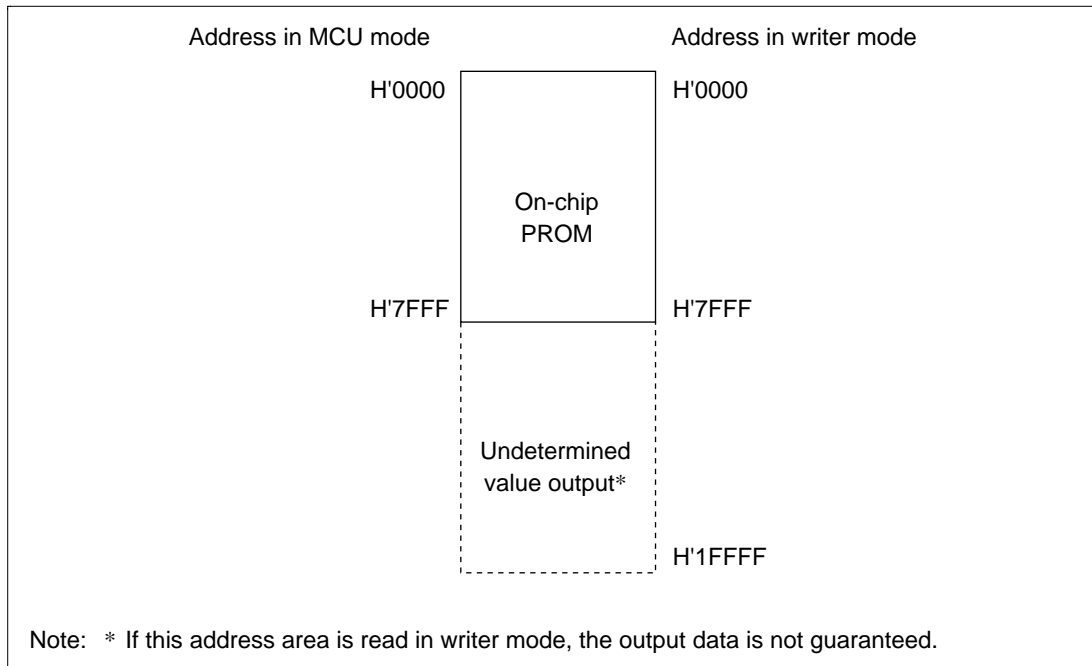 Address in MCU mode
Address in writer mode
H'0000
H'0000
On-chip
PROM
H'7FFF
H'7FFF
Undetermined
value output*
H'1FFFF
Note: * If this address area is read in writer mode, the output data is not guaranteed.